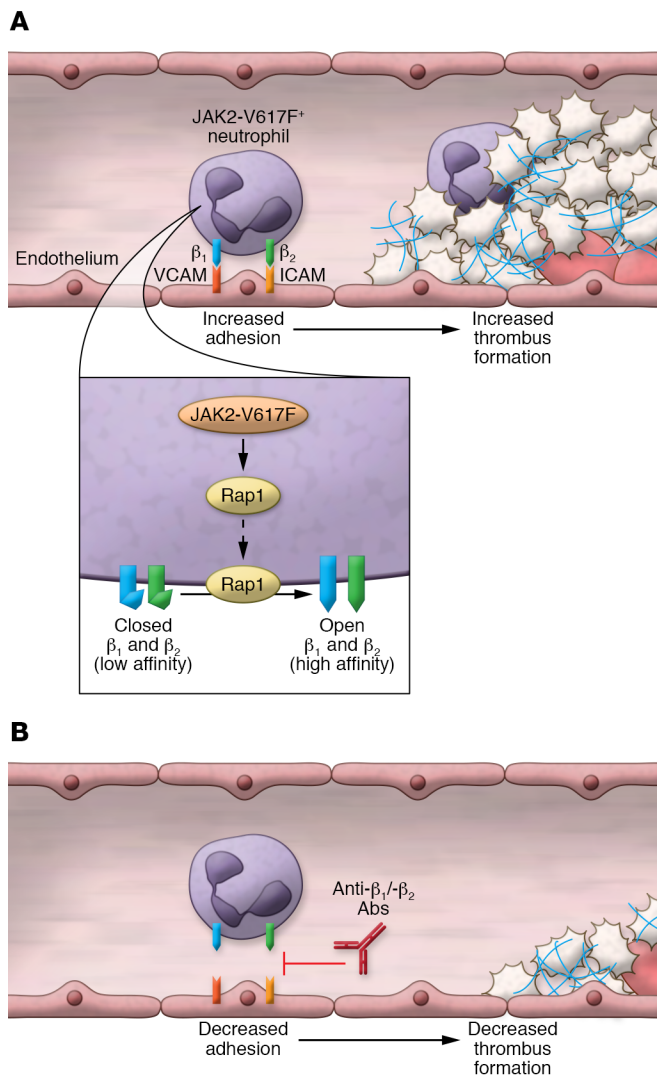 A
JAK2-V617F⁺
neutrophil
β₁
β₂
Endothelium
VCAM
ICAM
Increased
adhesion
Increased
thrombus
formation
JAK2-V617F
Rap1
Rap1
Closed
β₁ and β₂
(low affinity)
Open
β₁ and β₂
(high affinity)
B
Anti-β₁/-β₂
Abs
Decreased
adhesion
Decreased
thrombus
formation